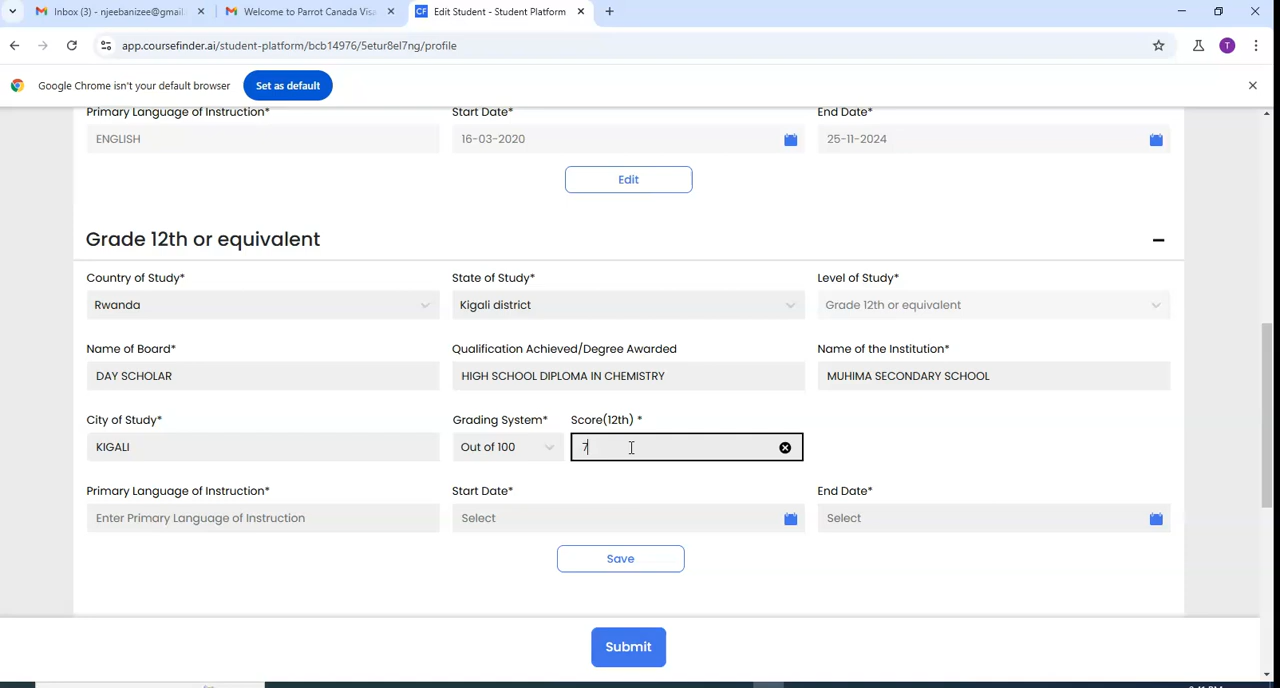 Inbox (3) - njeebanizee@gmail
Welcome to Parrot Canada Visa
CF Edit Student - Student Platform
app.coursefinder.ai/student-platform/bcb14976/5etur8el7ng/profile
T
Google Chrome isn't your default browser
Set as default
Primary Language of Instruction*
Start Date*
End Date*
ENGLISH
16-03-2020
25-11-2024
Edit
Grade 12th or equivalent
Country of Study*
State of Study*
Level of Study*
Rwanda
Kigali district
Grade 12th or equivalent
Name of Board*
Qualification Achieved/Degree Awarded
Name of the Institution*
DAY SCHOLAR
HIGH SCHOOL DIPLOMA IN CHEMISTRY
MUHIMA SECONDARY SCHOOL
City of Study*
Grading System*
Score(12th) *
KIGALI
Out of 100
7
Primary Language of Instruction*
Start Date*
End Date*
Enter Primary Language of Instruction
Select
Select
Save
Submit